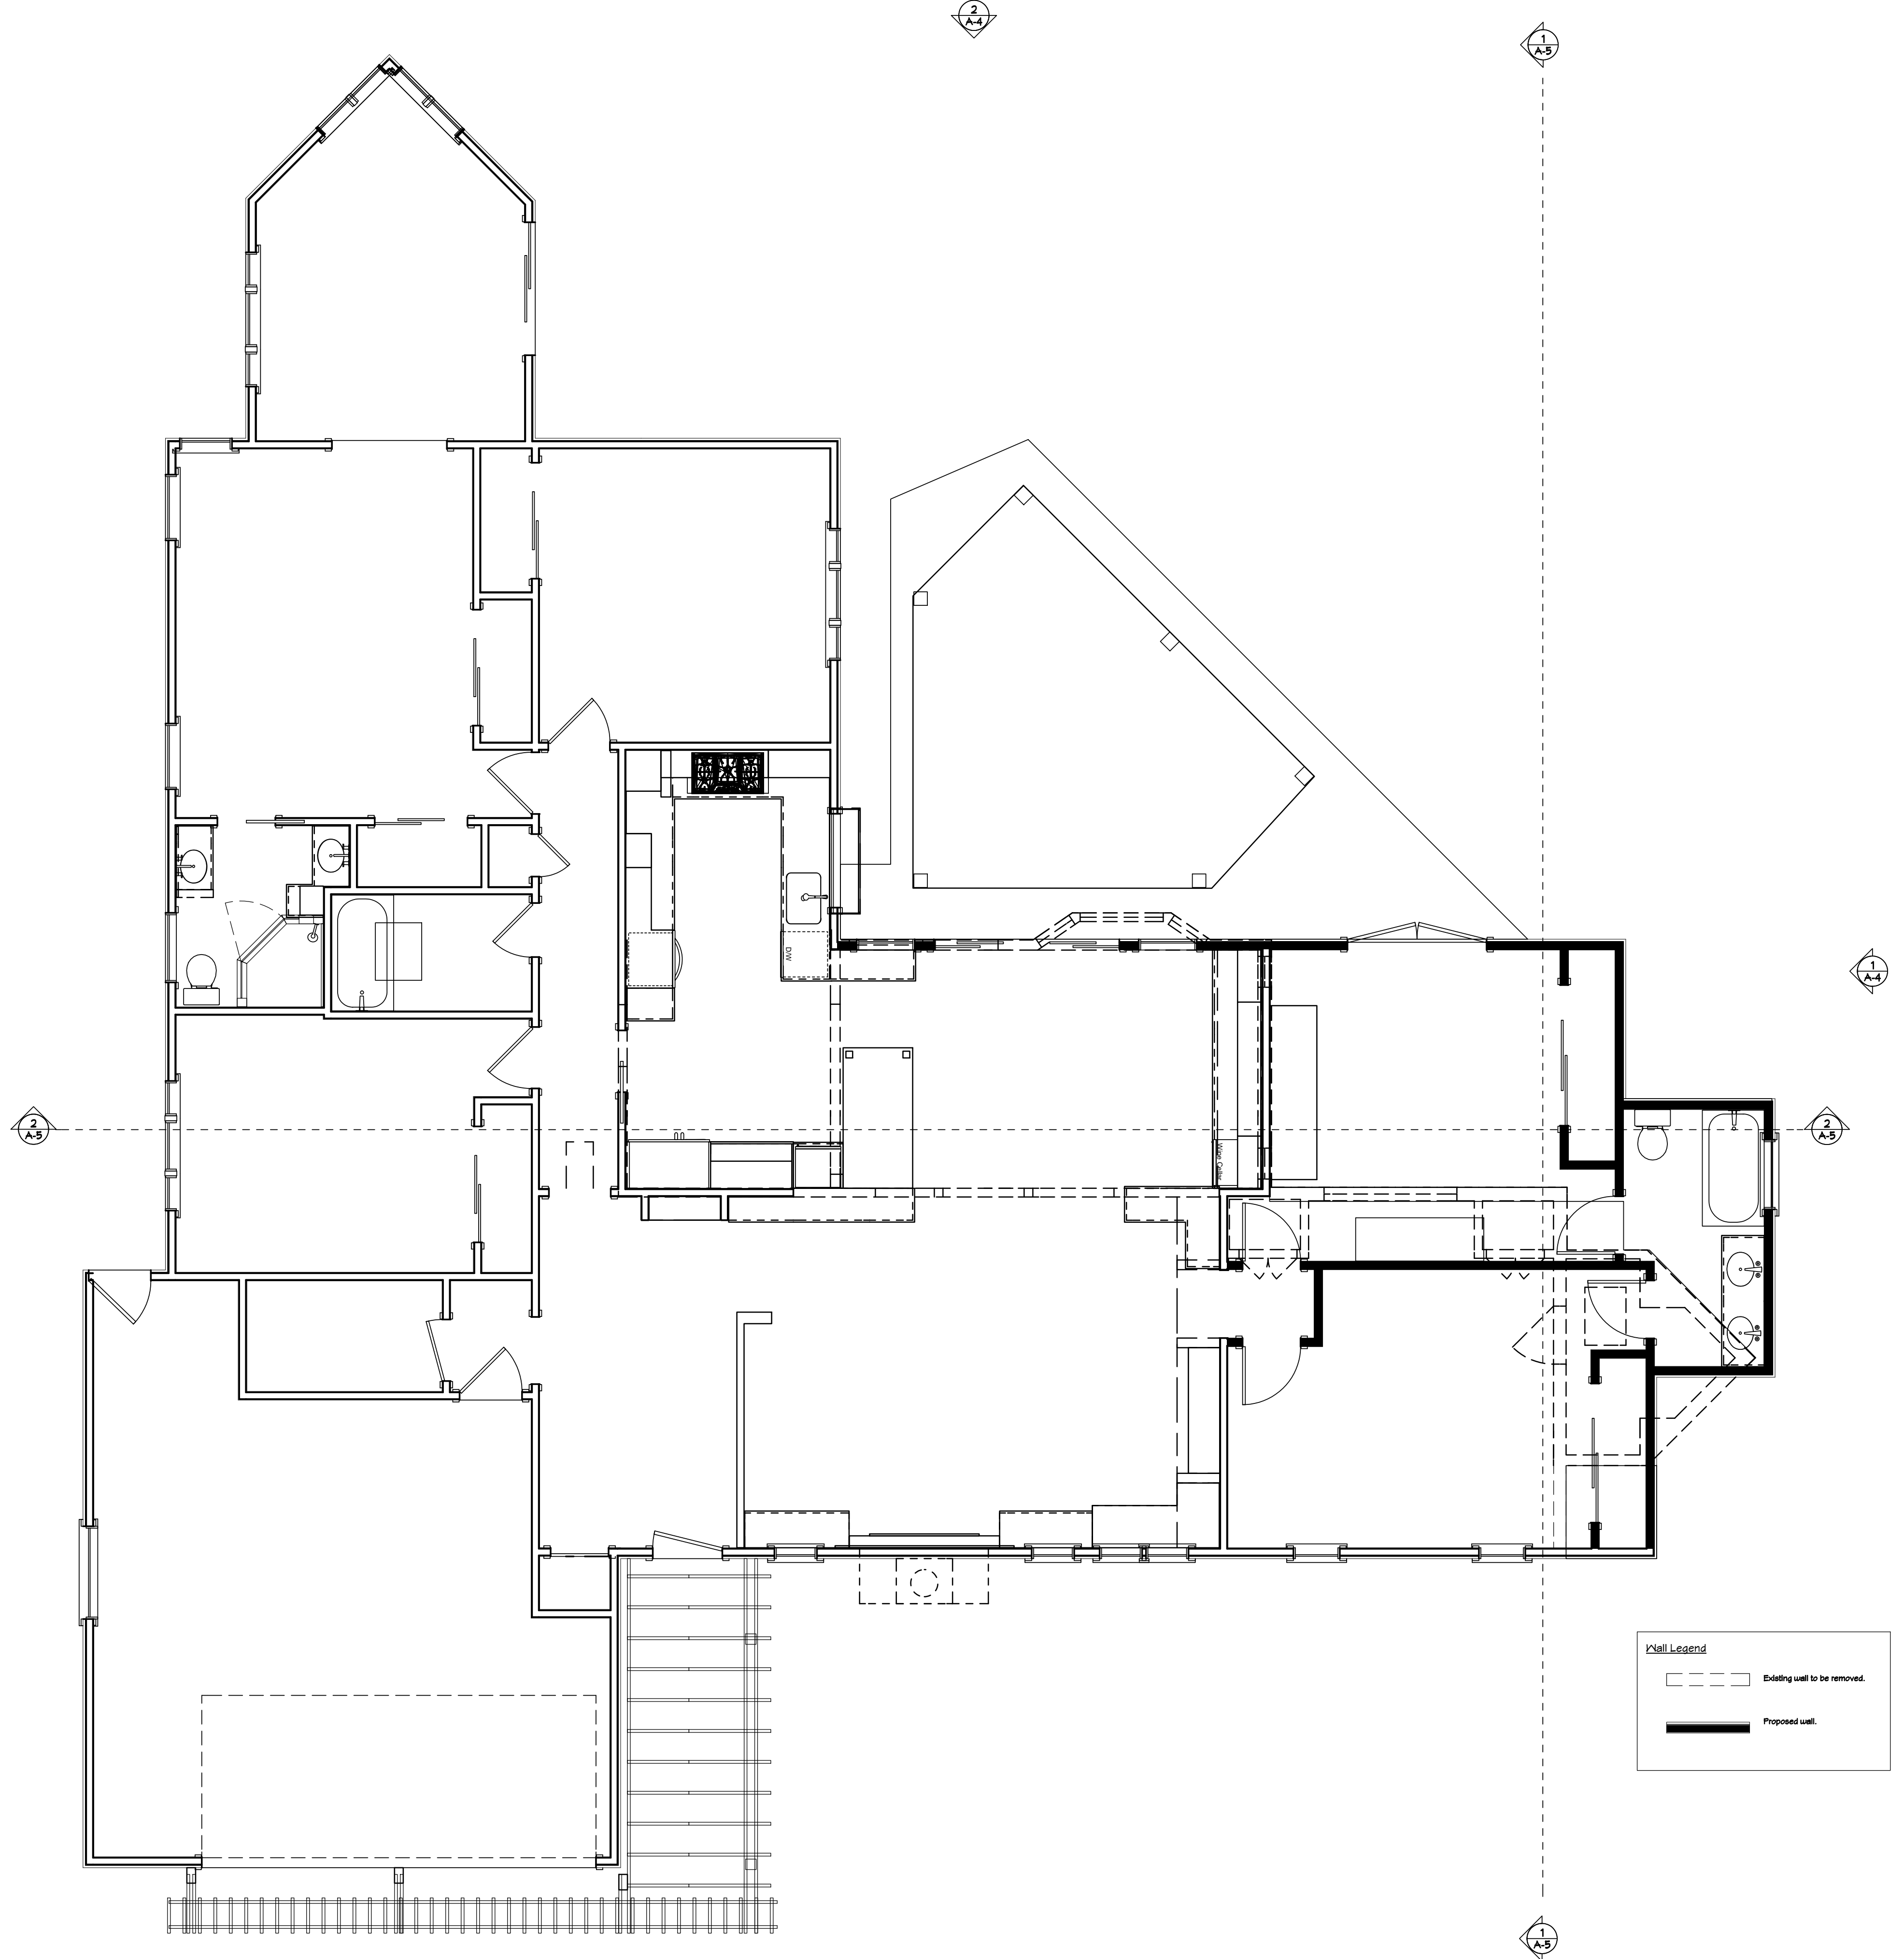 2
A-4
1
A-5
D/W
1
A-4
2
A-5
2
A-5
Wine Cellar
Wall Legend
Existing wall to be removed.
Proposed wall.
1
A-5